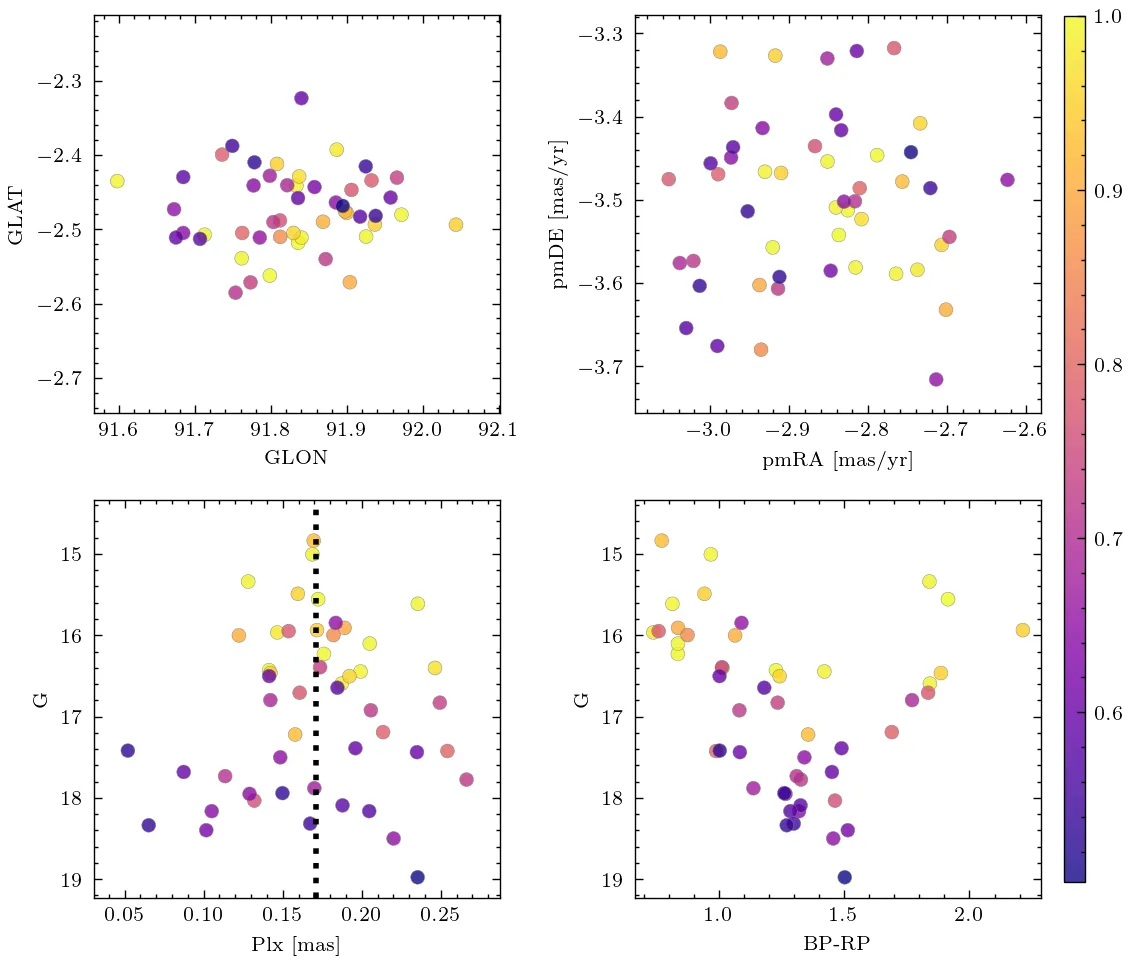 −2.3
−2.4
−2.5
−2.6
−2.7
GLAT
91.6 91.7 91.8 91.9 92.0 92.1
GLON
−3.3
−3.4
−3.5
−3.6
−3.7
pmDE [mas/yr]
−3.0 −2.9 −2.8 −2.7 −2.6
pmRA [mas/yr]
1.0
0.9
0.8
0.7
0.6
15
16
17
18
19
G
0.05 0.10 0.15 0.20 0.25
Plx [mas]
15
16
17
18
19
G
1.0 1.5 2.0
BP-RP